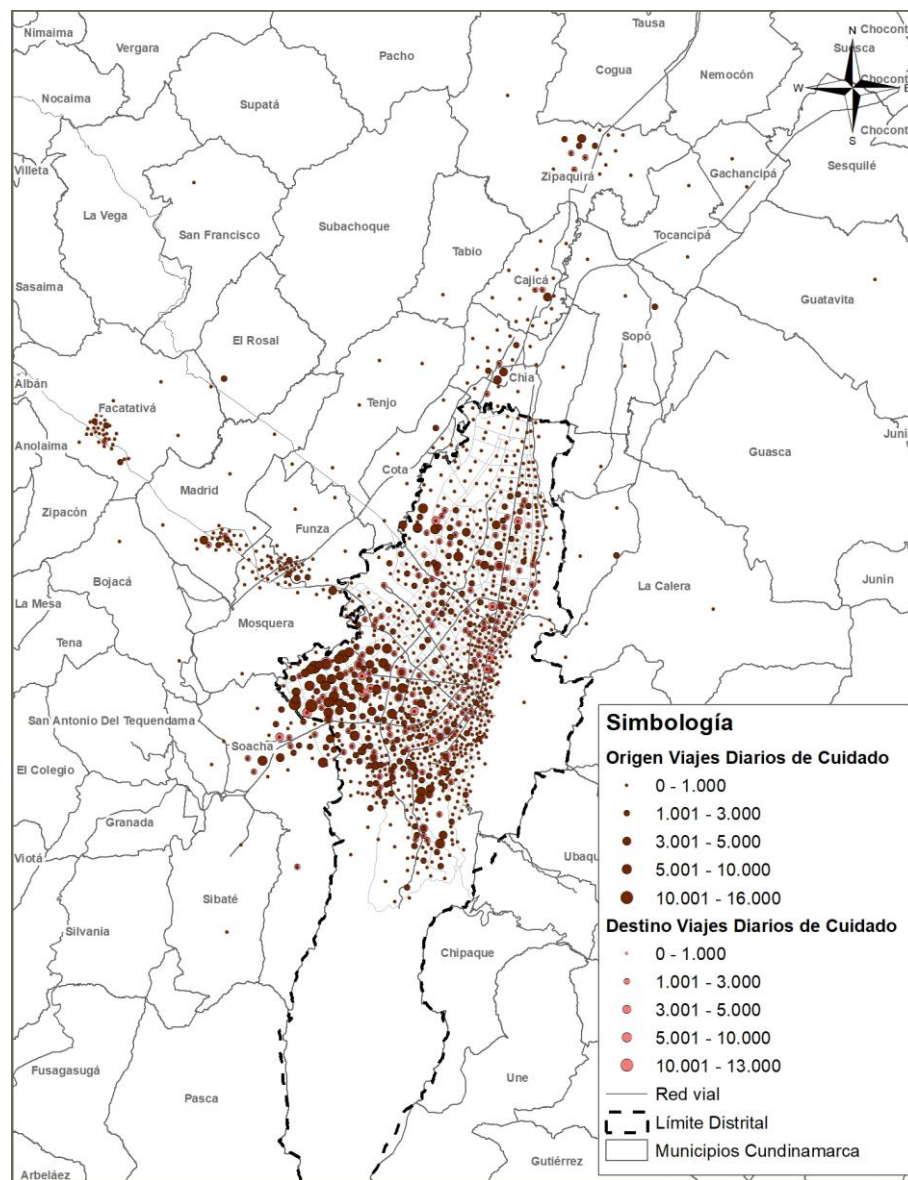 Nimaima
Vergara
Pacho
Tausa
Chocont
N
Suesca
Cogua
Nemocón
Chocont
Nocaima
Supatá
W
E
Chocont
S
Villeta
Zipaquirá
Gachancipá
Sesquilé
La Vega
San Francisco
Subachoque
Tabio
Tocancipá
Sasaima
Cajicá
Guatavita
El Rosal
Sopó
Albán
Chia
Facatativá
Tenjo
Anolaima
Junin
Guasca
Cota
Madrid
Zipacón
Funza
Bojacá
La Calera
Junin
La Mesa
Mosquera
Tena
San Antonio Del Tequendama
Soacha
El Colegio
Granada
Viotá
Ubaqu
Sibaté
Silvania
Chipaque
Fusagasugá
Pasca
Une
Gutiérrez
Arbeláez
Simbología
Origen Viajes Diarios de Cuidado
0 - 1.000
1.001 - 3.000
3.001 - 5.000
5.001 - 10.000
10.001 - 16.000
Destino Viajes Diarios de Cuidado
0 - 1.000
1.001 - 3.000
3.001 - 5.000
5.001 - 10.000
10.001 - 13.000
Red vial
Límite Distrital
Municipios Cundinamarca